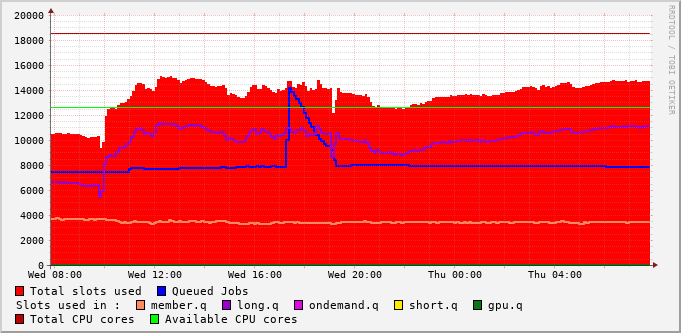 RRDTOOL / TOBI OETIKER
20000
18000
16000
14000
12000
10000
8000
6000
4000
2000
0
Wed 08:00 Wed 12:00 Wed 16:00 Wed 20:00 Thu 00:00 Thu 04:00
Total slots used Queued Jobs
Slots used in : member.q long.q ondemand.q short.q gpu.q
Total CPU cores Available CPU cores